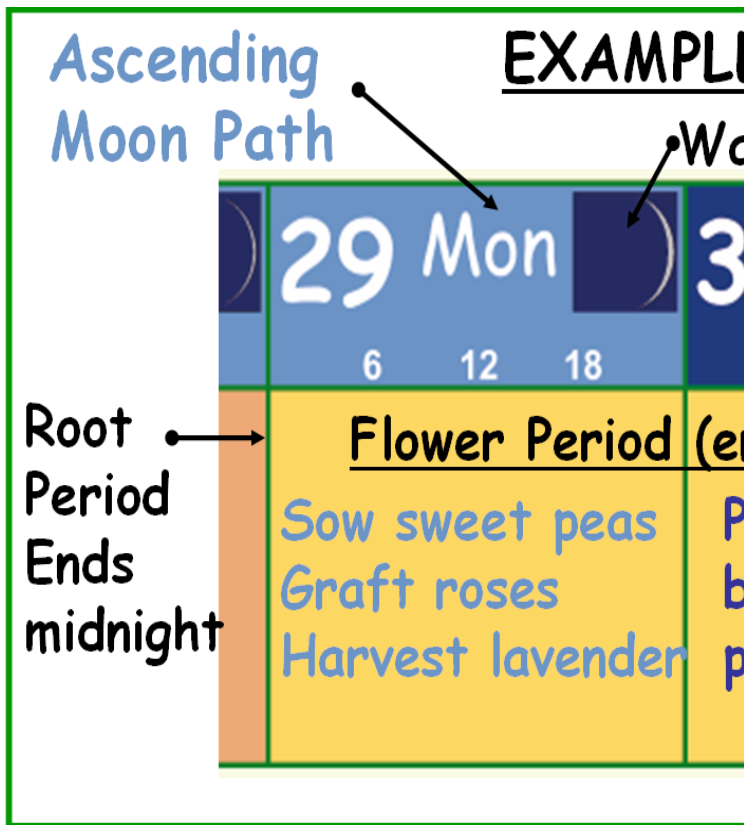 Ascending
Moon Path
EXAMPL
Wa
29 Mon
3
6 12 18
Root
Period
Ends
midnight
Flower Period (e
Sow sweet peas
Graft roses
Harvest lavender
P
b
p